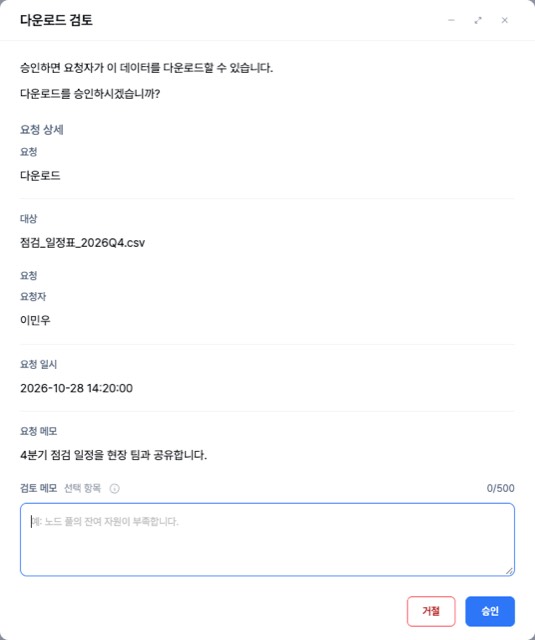 다운로드 검토
승인하면 요청자가 이 데이터를 다운로드할 수 있습니다.
다운로드를 승인하시겠습니까?
요청 상세
요청
다운로드
대상
점검_일정표_2026Q4.csv
요청
요청자
이민우
요청 일시
2026-10-28 14:20:00
요청 메모
4분기 점검 일정을 현장 팀과 공유합니다.
검토 메모 선택 항목 0/500
예: 노드 풀의 잔여 자원이 부족합니다.
거절 승인